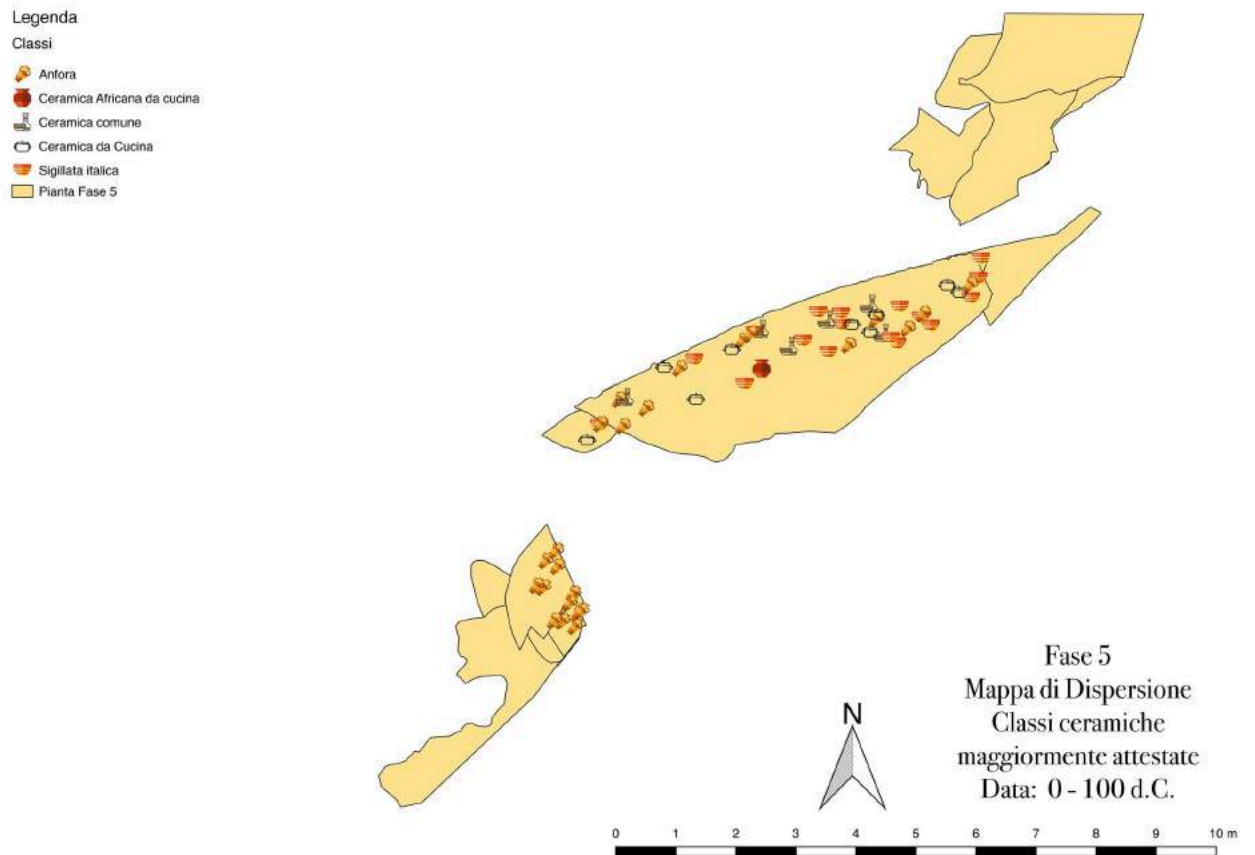 Legenda
Classi
Anfora
Ceramica Africana da cucina
Ceramica comune
Ceramica da Cucina
Sigillata italica
Pianta Fase 5
N
Fase 5
Mappa di Dispersione
Classi ceramiche
maggiormente attestate
Data: 0 - 100 d.C.
0 1 2 3 4 5 6 7 8 9 10 m